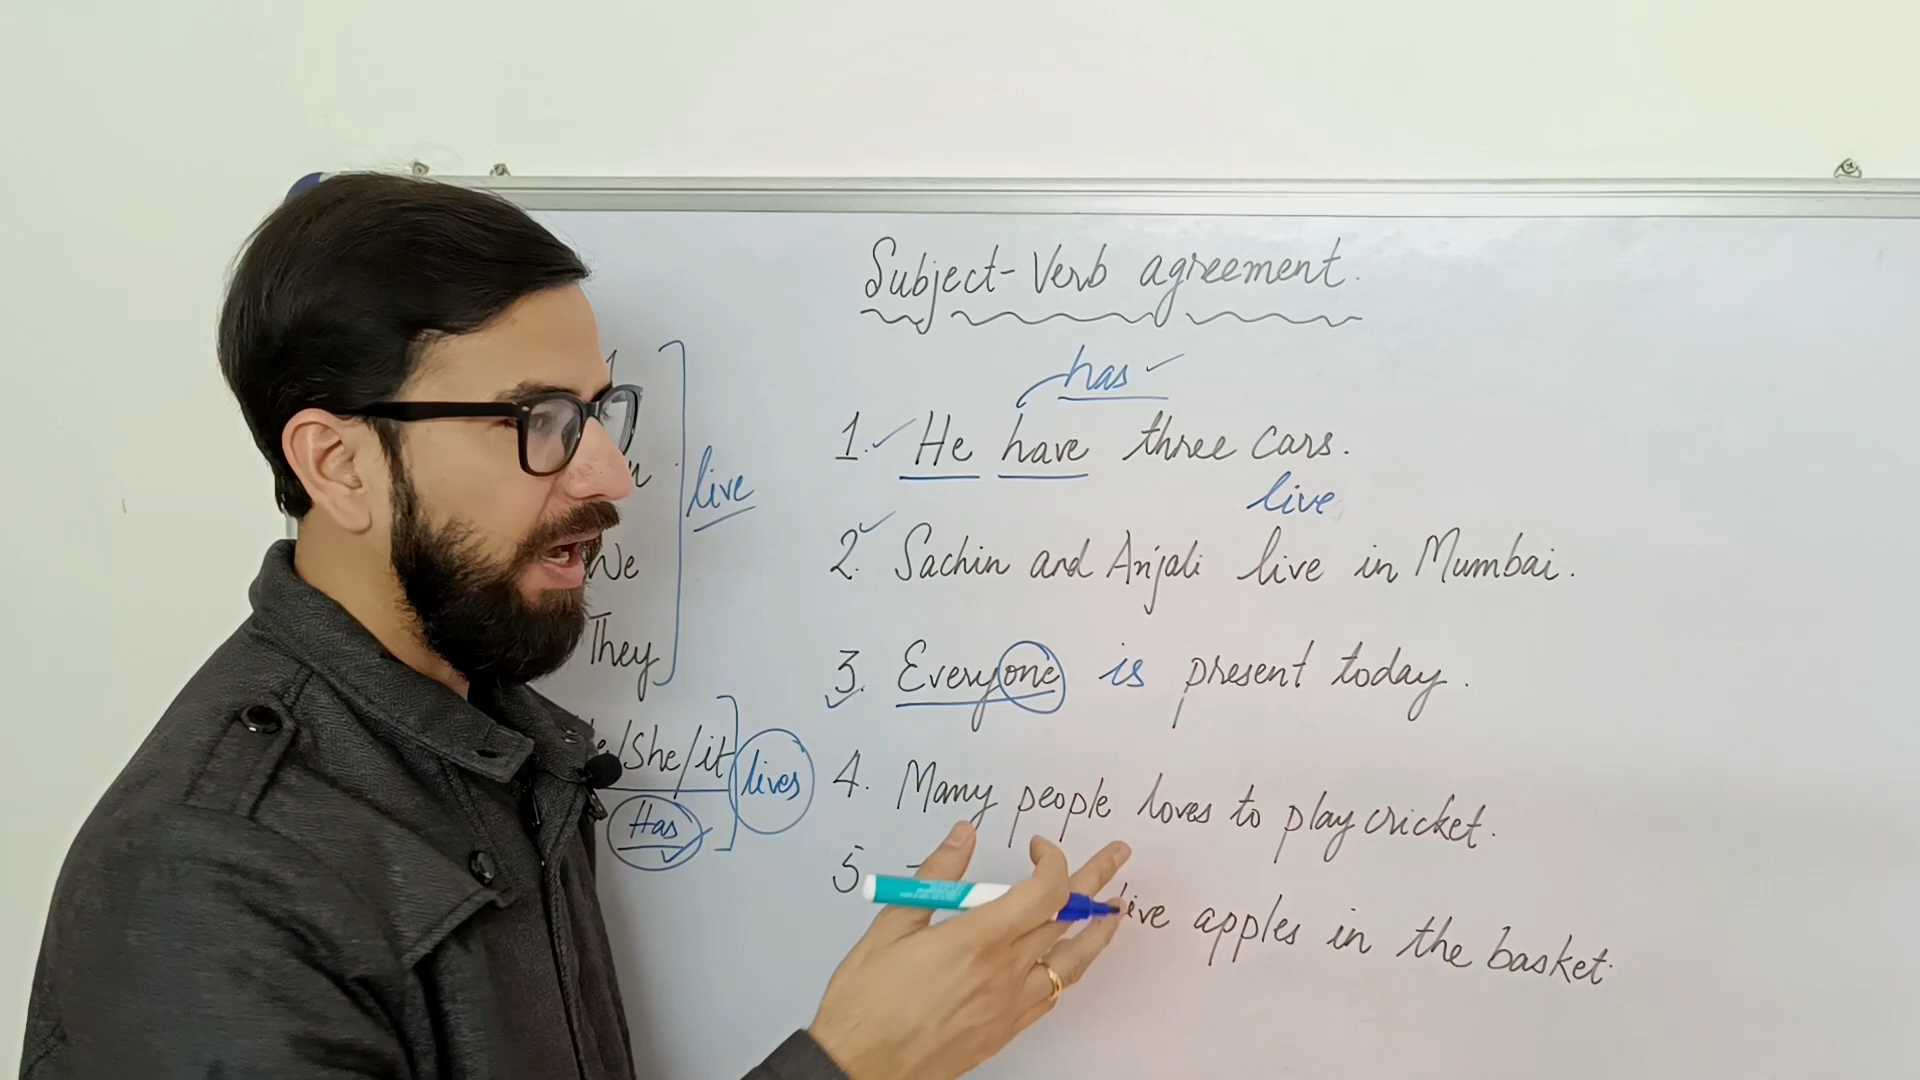 Subject-Verb agreement.
has
1. He have three cars.
live
2. Sachin and Anjali live in Mumbai.
3. Everyone is present today.
4. Many people loves to play cricket.
5
apples in the basket.
live
We
They
/She/it
lives
Has